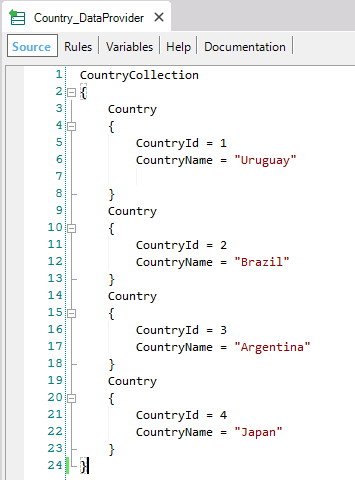 Country_DataProvider ×
Source Rules Variables Help Documentation
1 CountryCollection
2 {
3 Country
4 {
5 CountryId = 1
6 CountryName = "Uruguay"
7
8 }
9 Country
10 {
11 CountryId = 2
12 CountryName = "Brazil"
13 }
14 Country
15 {
16 CountryId = 3
17 CountryName = "Argentina"
18 }
19 Country
20 {
21 CountryId = 4
22 CountryName = "Japan"
23 }
24 }